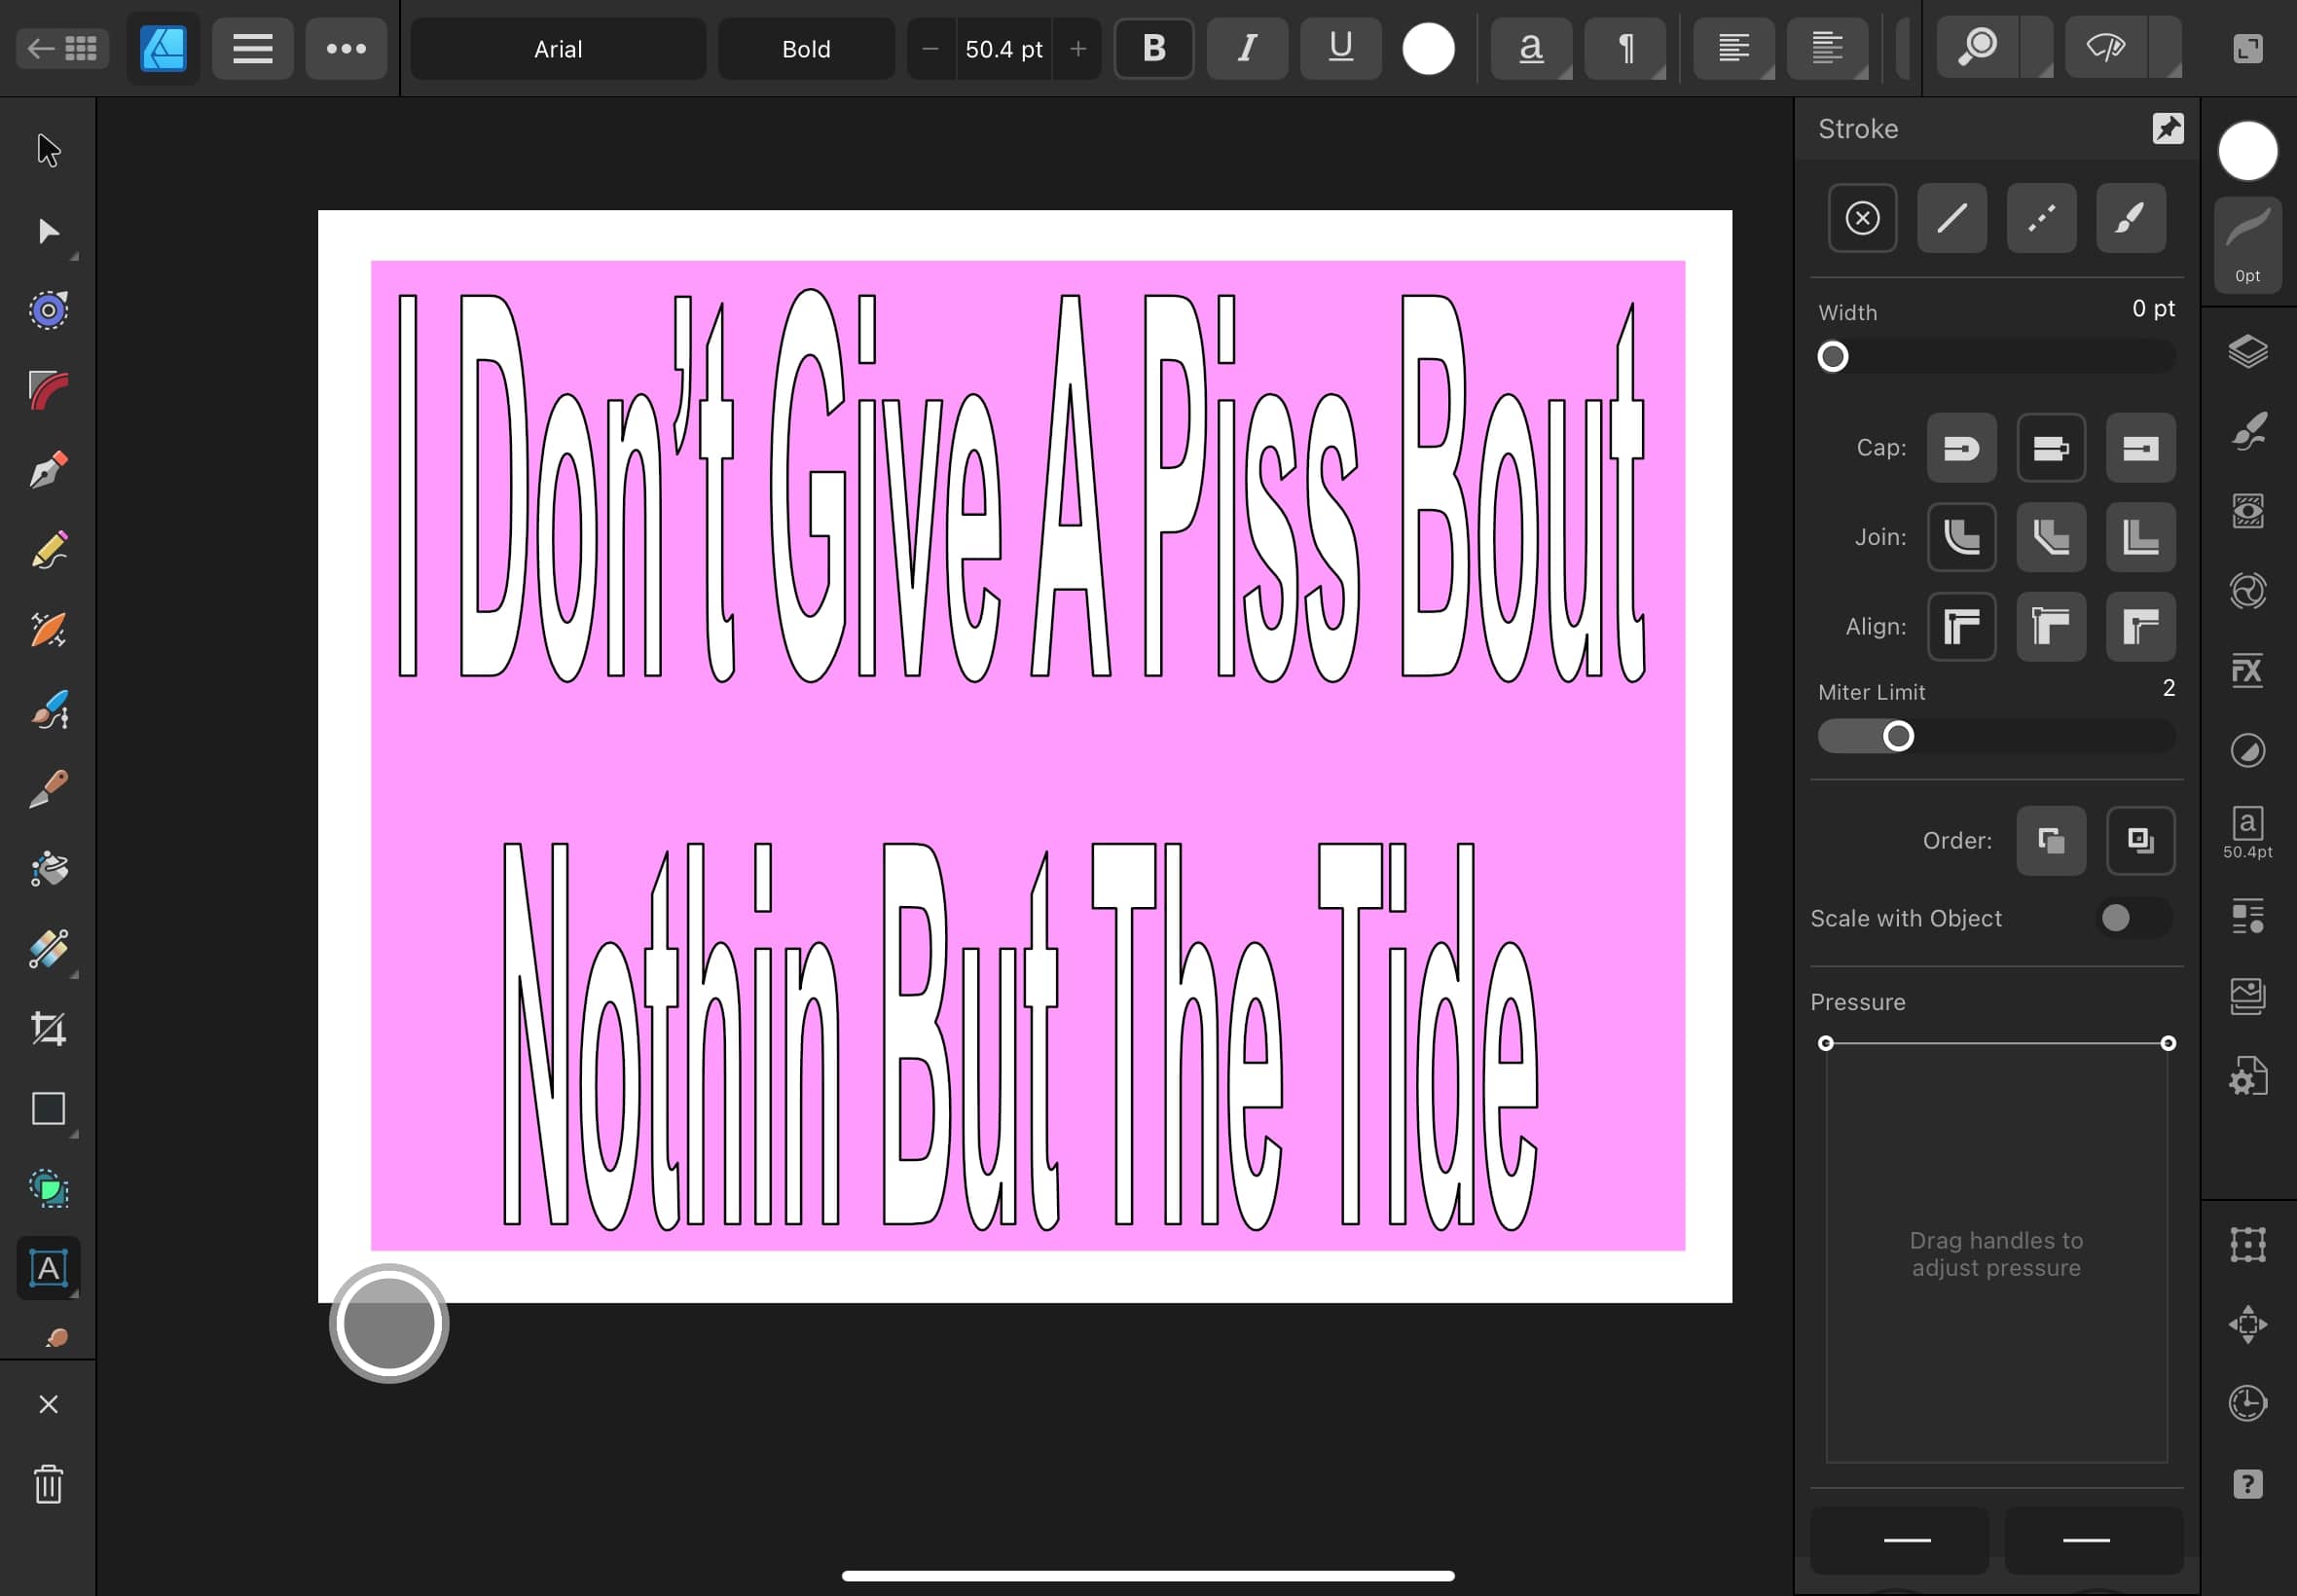 Arial
Bold
50.4 pt
B
I
U
a
¶
Stroke
0pt
Width
0 pt
I Don't Give A Piss Bout
Cap:
Join:
Align:
FX
Miter Limit
2
Order:
a
50.4pt
Nothin But The Tide
Scale with Object
Pressure
Drag handles to
adjust pressure
A
?